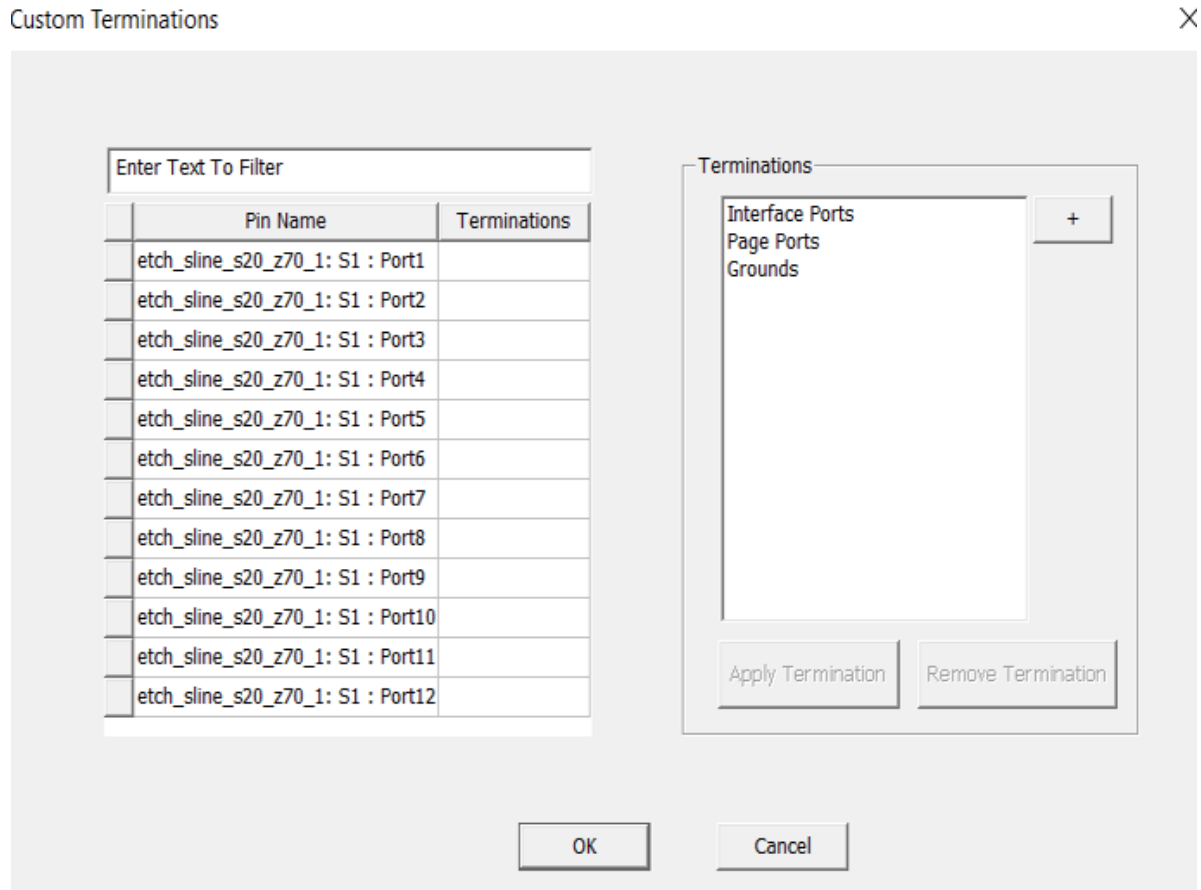 Custom Terminations
Enter Text To Filter
Pin Name Terminations
etch_sline_s20_z70_1: S1 : Port1
etch_sline_s20_z70_1: S1 : Port2
etch_sline_s20_z70_1: S1 : Port3
etch_sline_s20_z70_1: S1 : Port4
etch_sline_s20_z70_1: S1 : Port5
etch_sline_s20_z70_1: S1 : Port6
etch_sline_s20_z70_1: S1 : Port7
etch_sline_s20_z70_1: S1 : Port8
etch_sline_s20_z70_1: S1 : Port9
etch_sline_s20_z70_1: S1 : Port10
etch_sline_s20_z70_1: S1 : Port11
etch_sline_s20_z70_1: S1 : Port12
Terminations
Interface Ports
Page Ports
Grounds
+
Apply Termination
Remove Termination
OK
Cancel